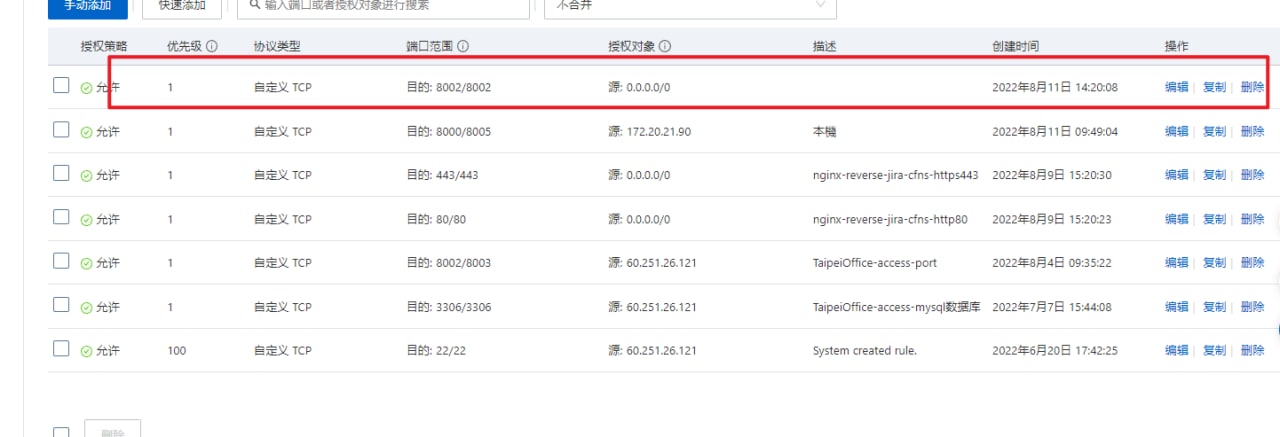 手动添加 快速添加 输入端口或者授权对象进行搜索 不合并
授权策略 优先级 协议类型 端口范围 授权对象 描述 创建时间 操作
允许 1 自定义 TCP 目的: 8002/8002 源: 0.0.0.0/0 2022年8月11日 14:20:08 编辑 复制 删除
允许 1 自定义 TCP 目的: 8000/8005 源: 172.20.21.90 本機 2022年8月11日 09:49:04 编辑 复制 删除
允许 1 自定义 TCP 目的: 443/443 源: 0.0.0.0/0 nginx-reverse-jira-cfns-https443 2022年8月9日 15:20:30 编辑 复制 删除
允许 1 自定义 TCP 目的: 80/80 源: 0.0.0.0/0 nginx-reverse-jira-cfns-http80 2022年8月9日 15:20:23 编辑 复制 删除
允许 1 自定义 TCP 目的: 8002/8003 源: 60.251.26.121 TaipeiOffice-access-port 2022年8月4日 09:35:22 编辑 复制 删除
允许 1 自定义 TCP 目的: 3306/3306 源: 60.251.26.121 TaipeiOffice-access-mysql数据库 2022年7月7日 15:44:08 编辑 复制 删除
允许 100 自定义 TCP 目的: 22/22 源: 60.251.26.121 System created rule. 2022年6月20日 17:42:25 编辑 复制 删除
删除